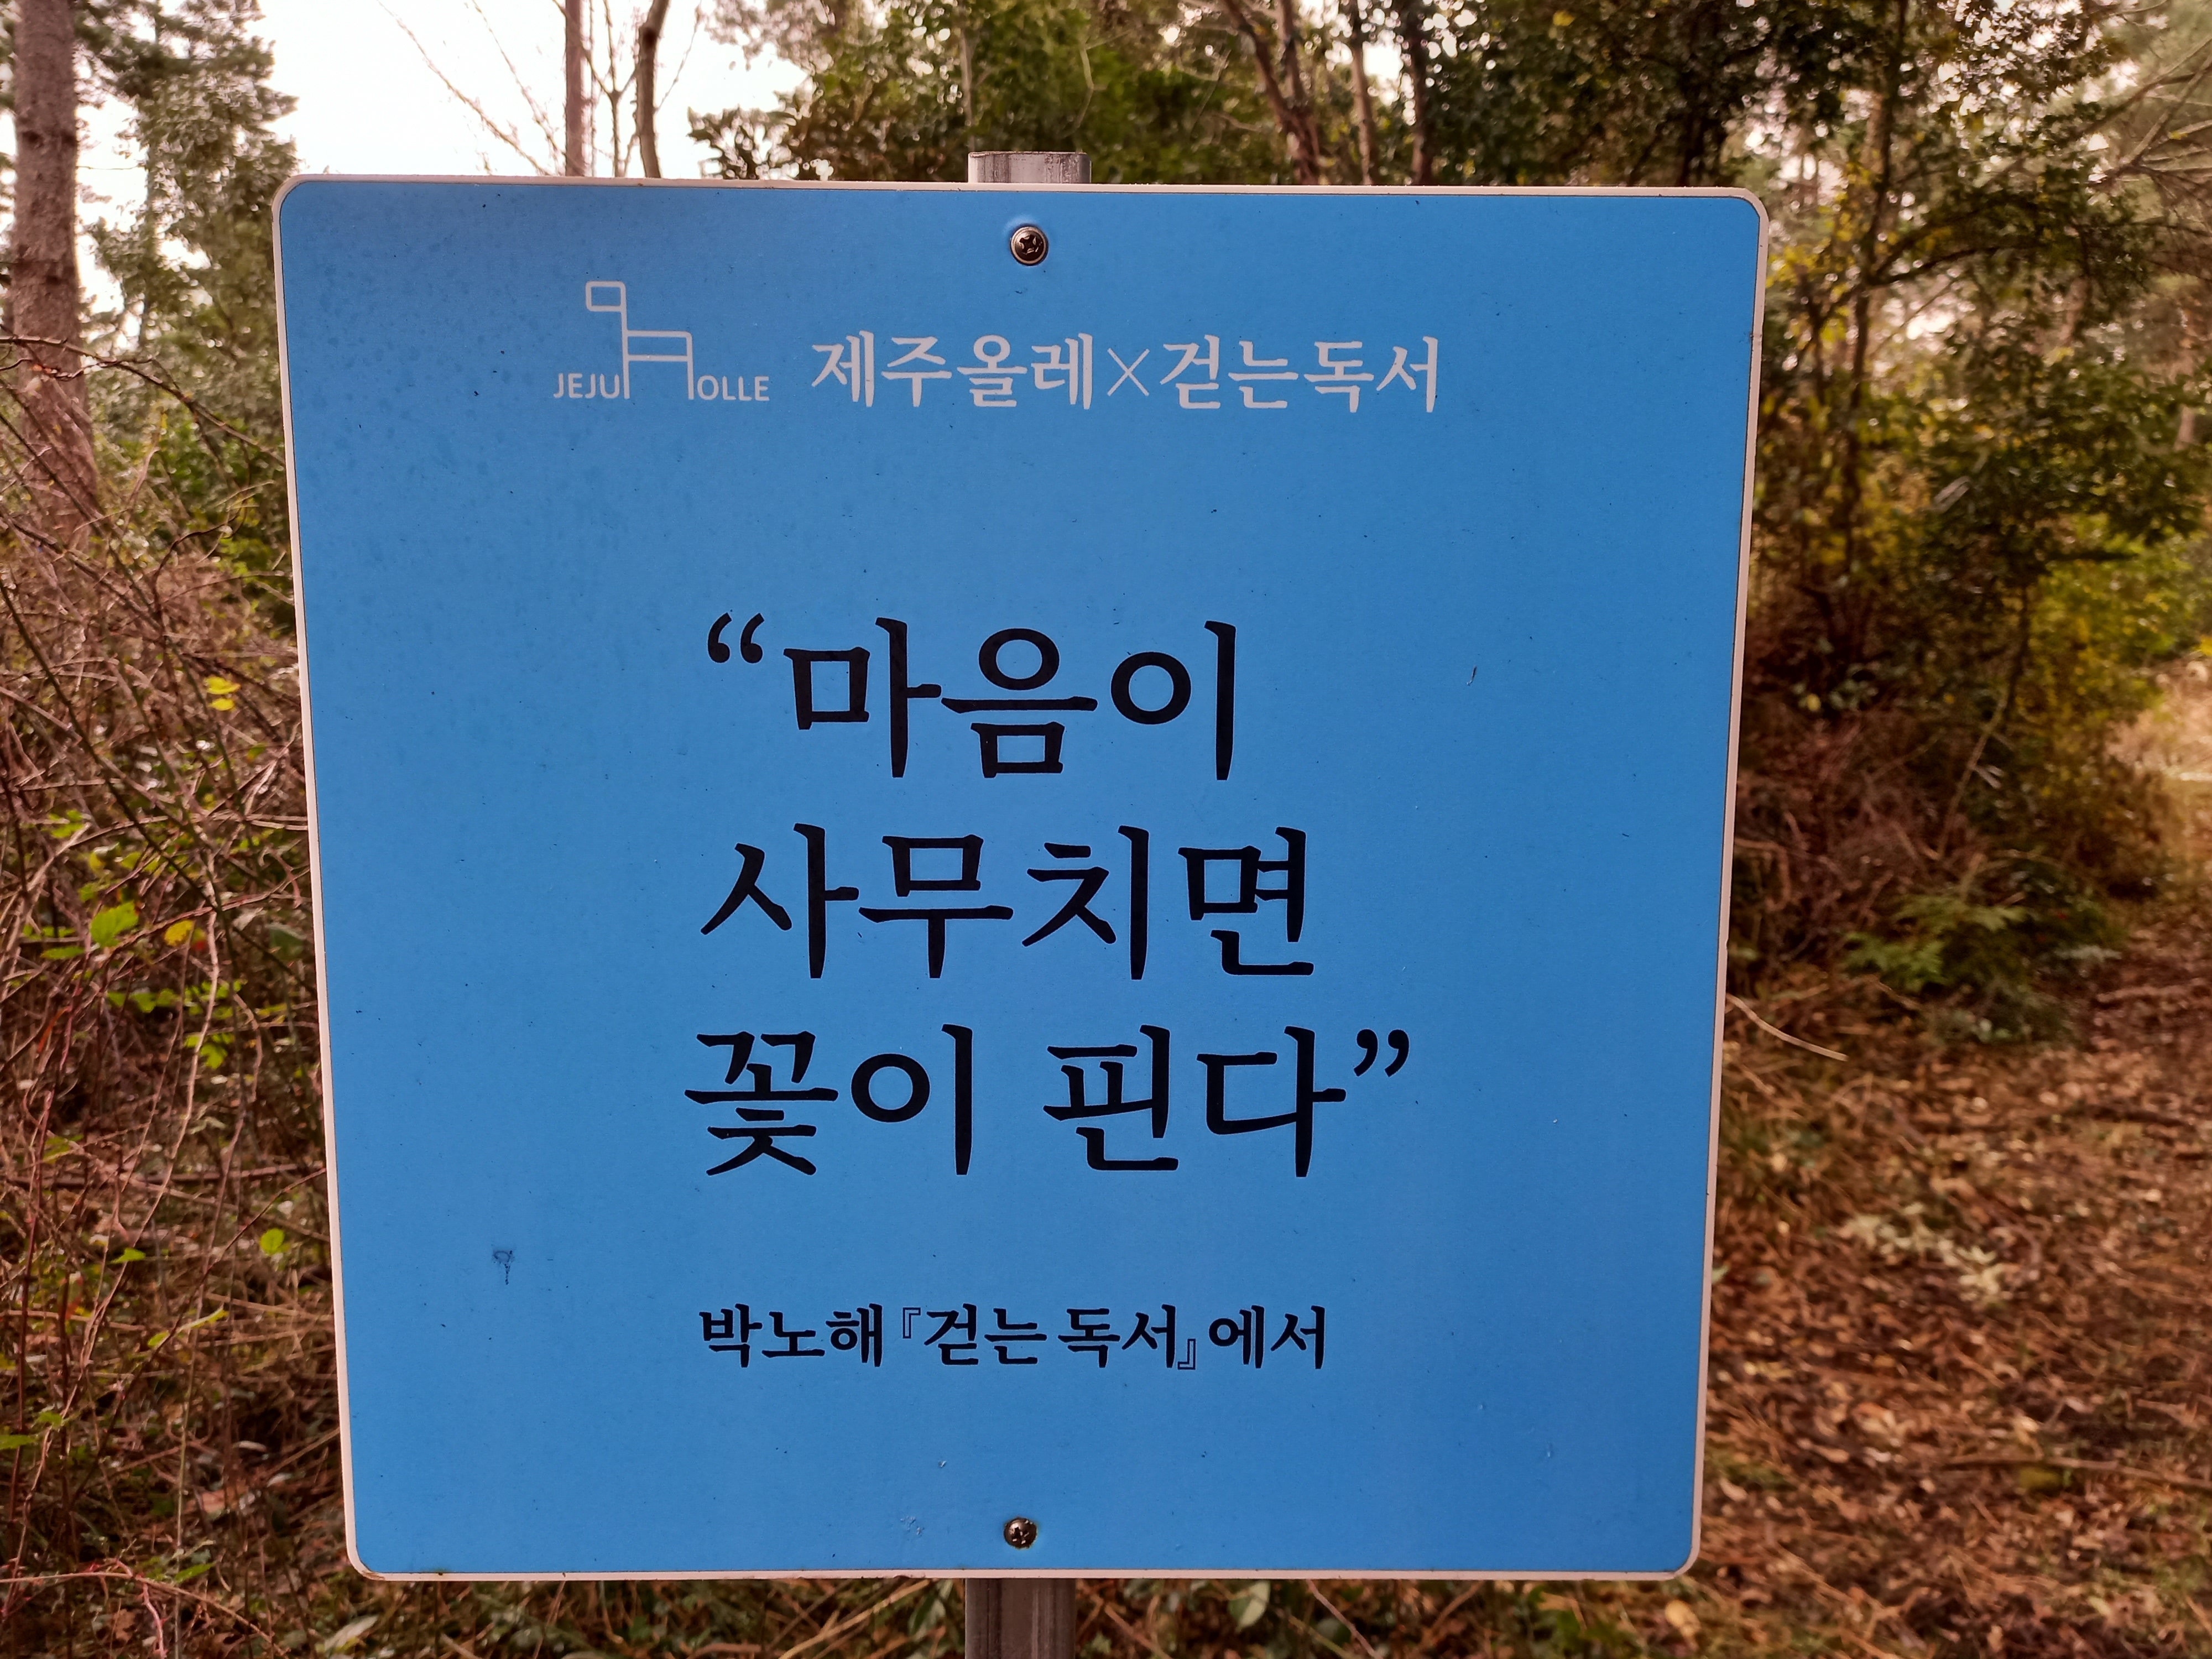 JEJU OLLE 제주올레×걷는독서
“마음이
사무치면
꽃이 핀다”
박노해『걷는 독서』에서